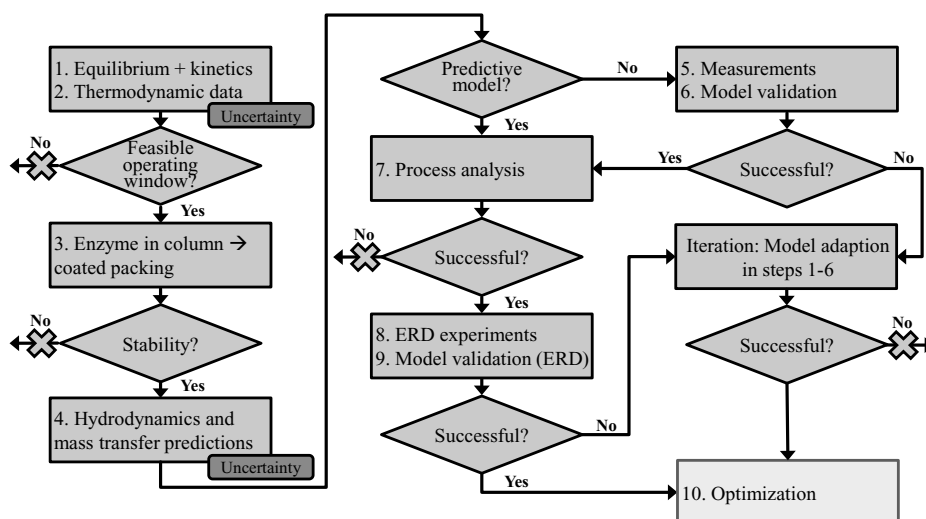 1. Equilibrium + kinetics
2. Thermodynamic data
Uncertainty
No
Feasible
operating
window?
Yes
3. Enzyme in column →
coated packing
No
Stability?
Yes
4. Hydrodynamics and
mass transfer predictions
Uncertainty
Predictive
model?
No
Yes
5. Measurements
6. Model validation
7. Process analysis
Yes
Successful?
No
No
Successful?
Yes
Iteration: Model adaption
in steps 1-6
8. ERD experiments
9. Model validation (ERD)
Successful?
No
Successful?
No
Yes
10. Optimization